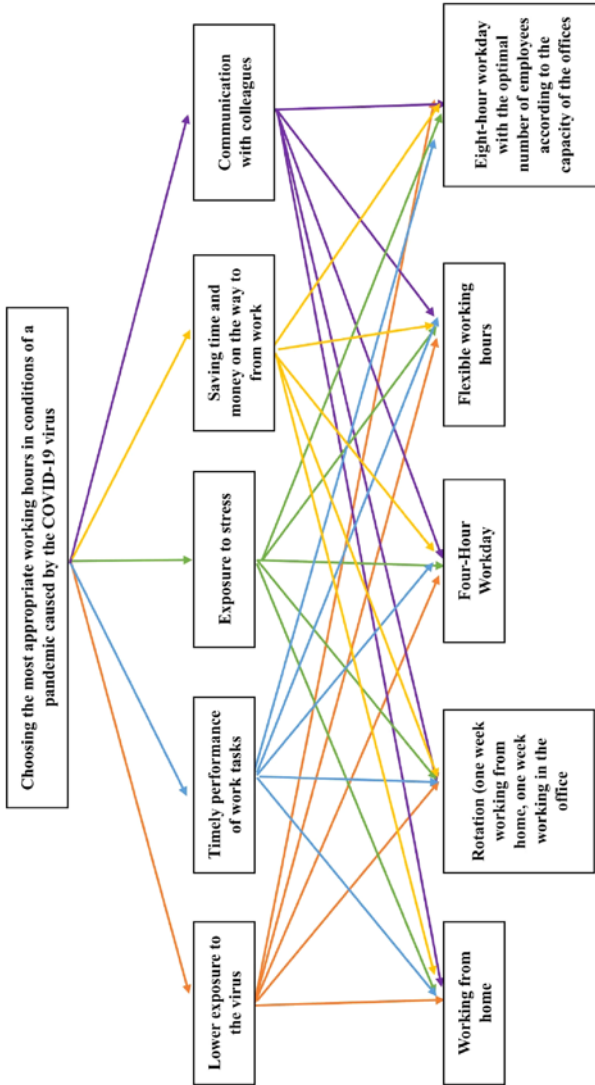 Choosing the most appropriate working hours in conditions of a
pandemic caused by the COVID-19 virus
Lower exposure to
the virus
Timely performance
of work tasks
Exposure to stress
Saving time and
money on the way to
from work
Communication
with colleagues
Working from
home
Rotation (one week
working from
home, one week
working in the
office
Four-Hour
Workday
Flexible working
hours
Eight-hour workday
with the optimal
number of employees
according to the
capacity of the offices